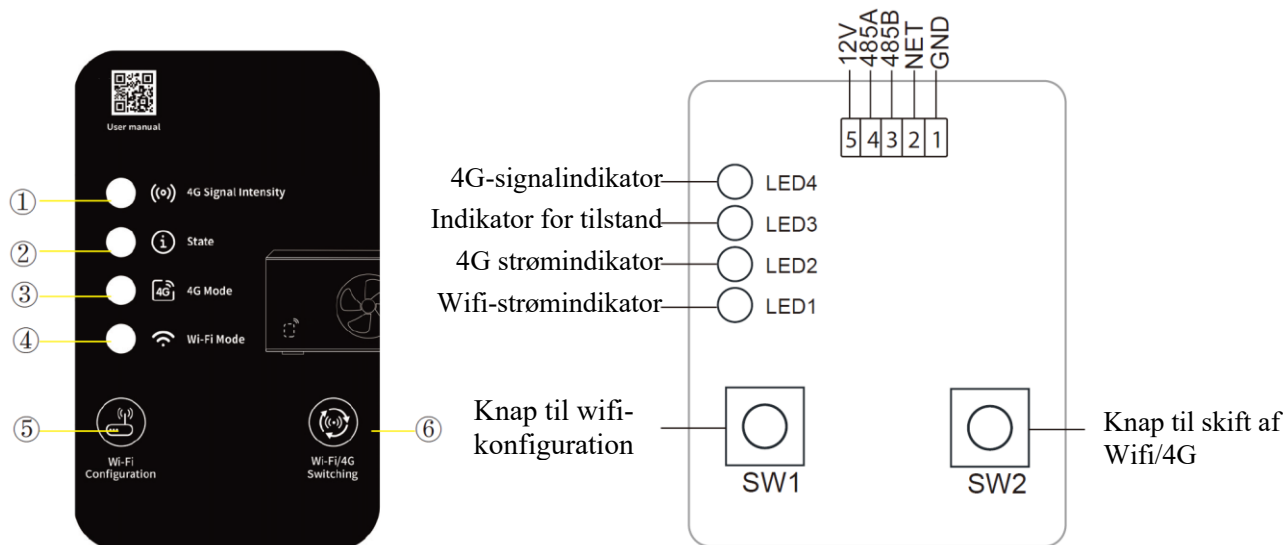 User manual
①
4G Signal Intensity
②
State
③
4G
4G Mode
④
Wi-Fi Mode
⑤
⑥
Wi-Fi
Configuration
Wi-Fi/4G
Switching
12V
485A
485B
NET
GND
5 4 3 2 1
4G-signalindikator
LED4
Indikator for tilstand
LED3
4G strømindikator
LED2
Wifi-strømindikator
LED1
Knap til wifi-
konfiguration
SW1
SW2
Knap til skift af
Wifi/4G